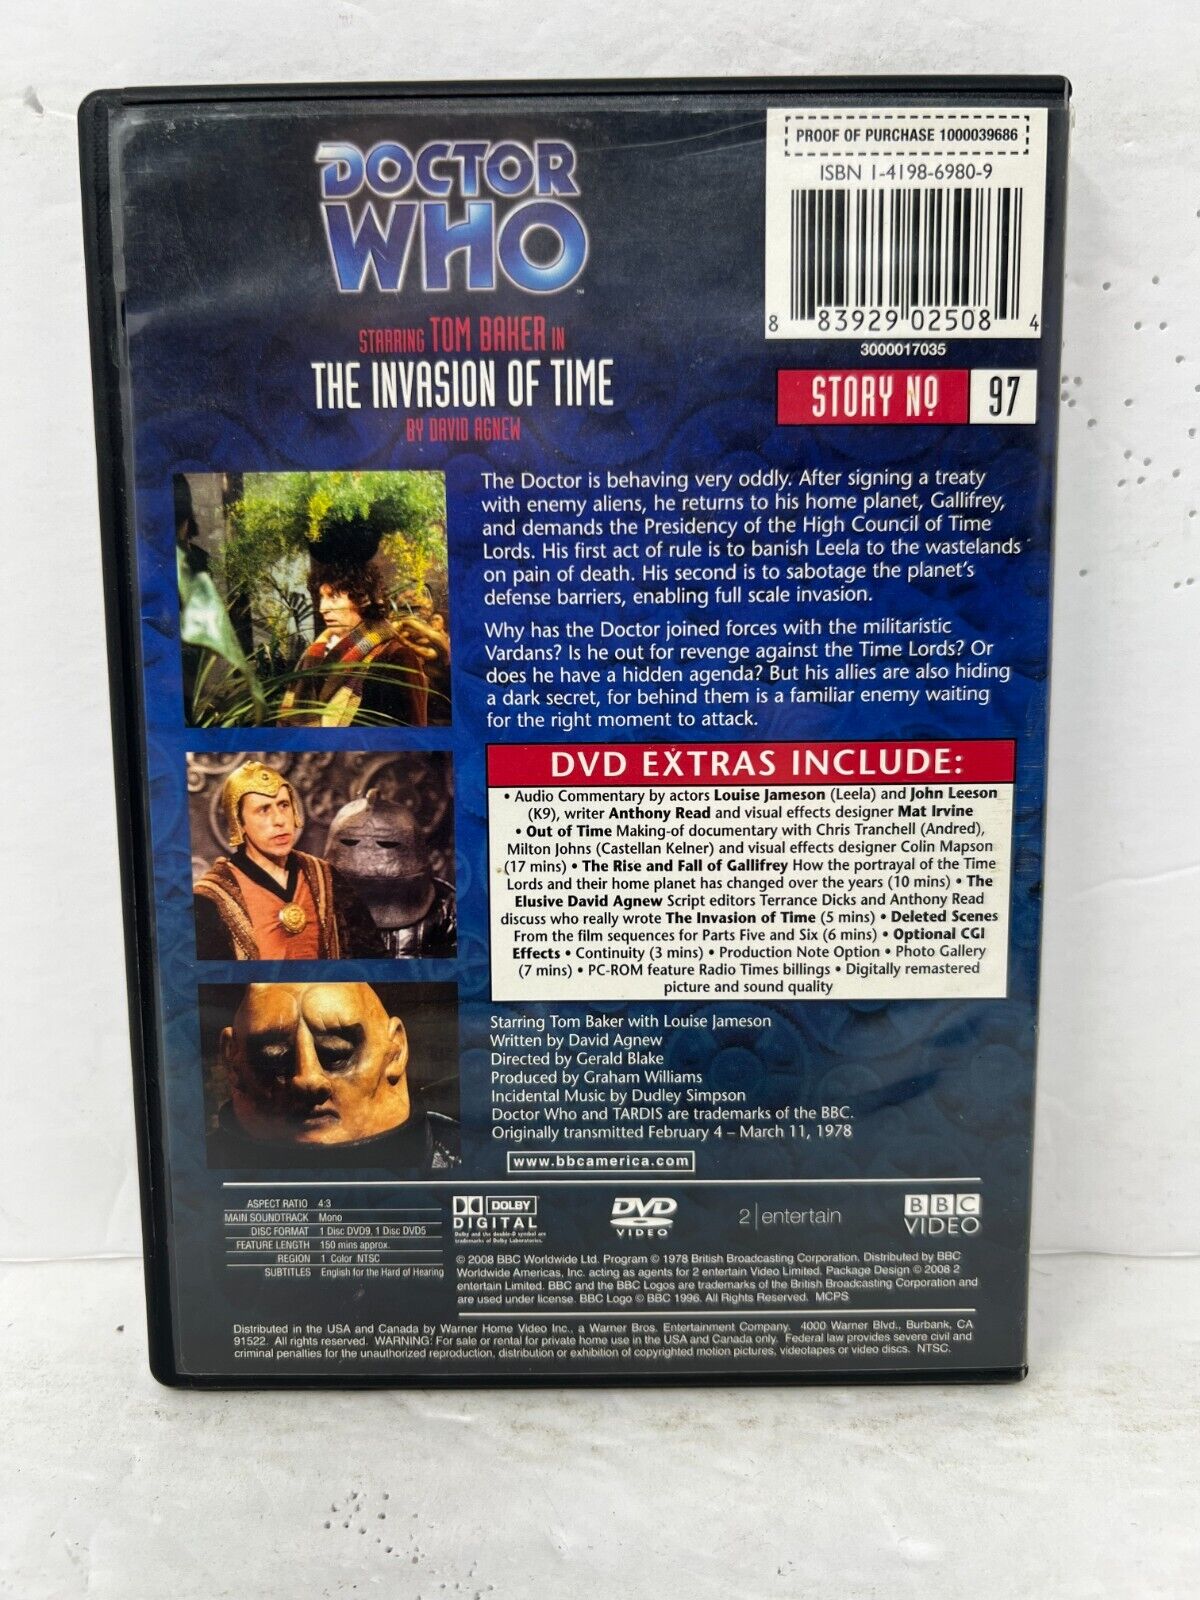 PROOF OF PURCHASE 1000039686
ISBN 1-4198-6980-9
8 83929 02508 4
3000017035
DOCTOR
WHO
™
STARRING TOM BAKER IN
THE INVASION OF TIME
BY DAVID AGNEW
STORY Nº 97
The Doctor is behaving very oddly. After signing a treaty
with enemy aliens, he returns to his home planet, Gallifrey,
and demands the Presidency of the High Council of Time
Lords. His first act of rule is to banish Leela to the wastelands
on pain of death. His second is to sabotage the planet's
defense barriers, enabling full scale invasion.
Why has the Doctor joined forces with the militaristic
Vardans? Is he out for revenge against the Time Lords? Or
does he have a hidden agenda? But his allies are also hiding
a dark secret, for behind them is a familiar enemy waiting
for the right moment to attack.
DVD EXTRAS INCLUDE:
• Audio Commentary by actors Louise Jameson (Leela) and John Leeson
(K9), writer Anthony Read and visual effects designer Mat Irvine
• Out of Time Making-of documentary with Chris Tranchell (Andred),
Milton Johns (Castellan Kelner) and visual effects designer Colin Mapson
(17 mins) • The Rise and Fall of Gallifrey How the portrayal of the Time
Lords and their home planet has changed over the years (10 mins) • The
Elusive David Agnew Script editors Terrance Dicks and Anthony Read
discuss who really wrote The Invasion of Time (5 mins) • Deleted Scenes
From the film sequences for Parts Five and Six (6 mins) • Optional CGI
Effects • Continuity (3 mins) • Production Note Option • Photo Gallery
(7 mins) • PC-ROM feature Radio Times billings • Digitally remastered
picture and sound quality
Starring Tom Baker with Louise Jameson
Written by David Agnew
Directed by Gerald Blake
Produced by Graham Williams
Incidental Music by Dudley Simpson
Doctor Who and TARDIS are trademarks of the BBC.
Originally transmitted February 4 – March 11, 1978
www.bbcamerica.com
ASPECT RATIO 4:3
MAIN SOUNDTRACK Mono
DISC FORMAT 1 Disc DVD9, 1 Disc DVD5
FEATURE LENGTH 150 mins approx.
REGION 1 Color NTSC
SUBTITLES English for the Hard of Hearing
DOLBY
DIGITAL
Dolby and the double-D symbol are
trademarks of Dolby Laboratories.
DVD
VIDEO
2 | entertain
BBC
VIDEO
© 2008 BBC Worldwide Ltd. Program © 1978 British Broadcasting Corporation. Distributed by BBC
Worldwide Americas, Inc. acting as agents for 2 entertain Video Limited. Package Design © 2008 2
entertain Limited. BBC and the BBC Logos are trademarks of the British Broadcasting Corporation and
are used under license. BBC Logo © BBC 1996. All Rights Reserved. MCPS
Distributed in the USA and Canada by Warner Home Video Inc., a Warner Bros. Entertainment Company. 4000 Warner Blvd., Burbank, CA
91522. All rights reserved. WARNING: For sale or rental for private home use in the USA and Canada only. Federal law provides severe civil and
criminal penalties for the unauthorized reproduction, distribution or exhibition of copyrighted motion pictures, videotapes or video discs. NTSC.